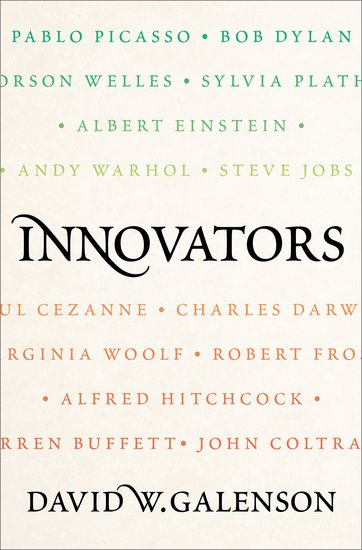 PABLO PICASSO • BOB DYLAN
ORSON WELLES • SYLVIA PLATH
• ALBERT EINSTEIN •
• ANDY WARHOL • STEVE JOBS
INNOVATORS
UL CEZANNE • CHARLES DARW
RGINIA WOOLF • ROBERT FROS
• ALFRED HITCHCOCK •
RREN BUFFETT • JOHN COLTRA
DAVID W. GALENSON